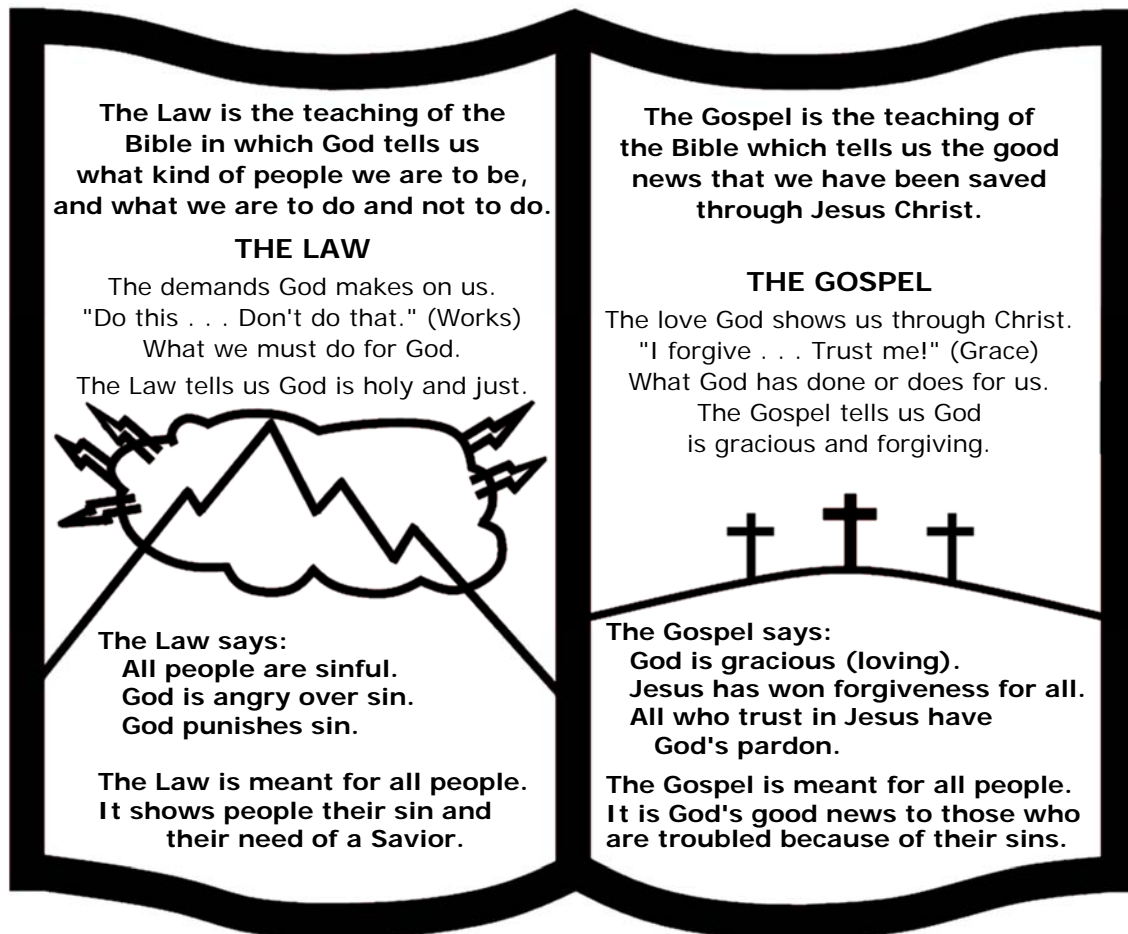 The Law is the teaching of the
Bible in which God tells us
what kind of people we are to be,
and what we are to do and not to do.
THE LAW
The demands God makes on us.
"Do this . . . Don't do that." (Works)
What we must do for God.
The Law tells us God is holy and just.
The Law says:
All people are sinful.
God is angry over sin.
God punishes sin.
The Law is meant for all people.
It shows people their sin and
their need of a Savior.
The Gospel is the teaching of
the Bible which tells us the good
news that we have been saved
through Jesus Christ.
THE GOSPEL
The love God shows us through Christ.
"I forgive . . . Trust me!" (Grace)
What God has done or does for us.
The Gospel tells us God
is gracious and forgiving.
The Gospel says:
God is gracious (loving).
Jesus has won forgiveness for all.
All who trust in Jesus have
God's pardon.
The Gospel is meant for all people.
It is God's good news to those who
are troubled because of their sins.